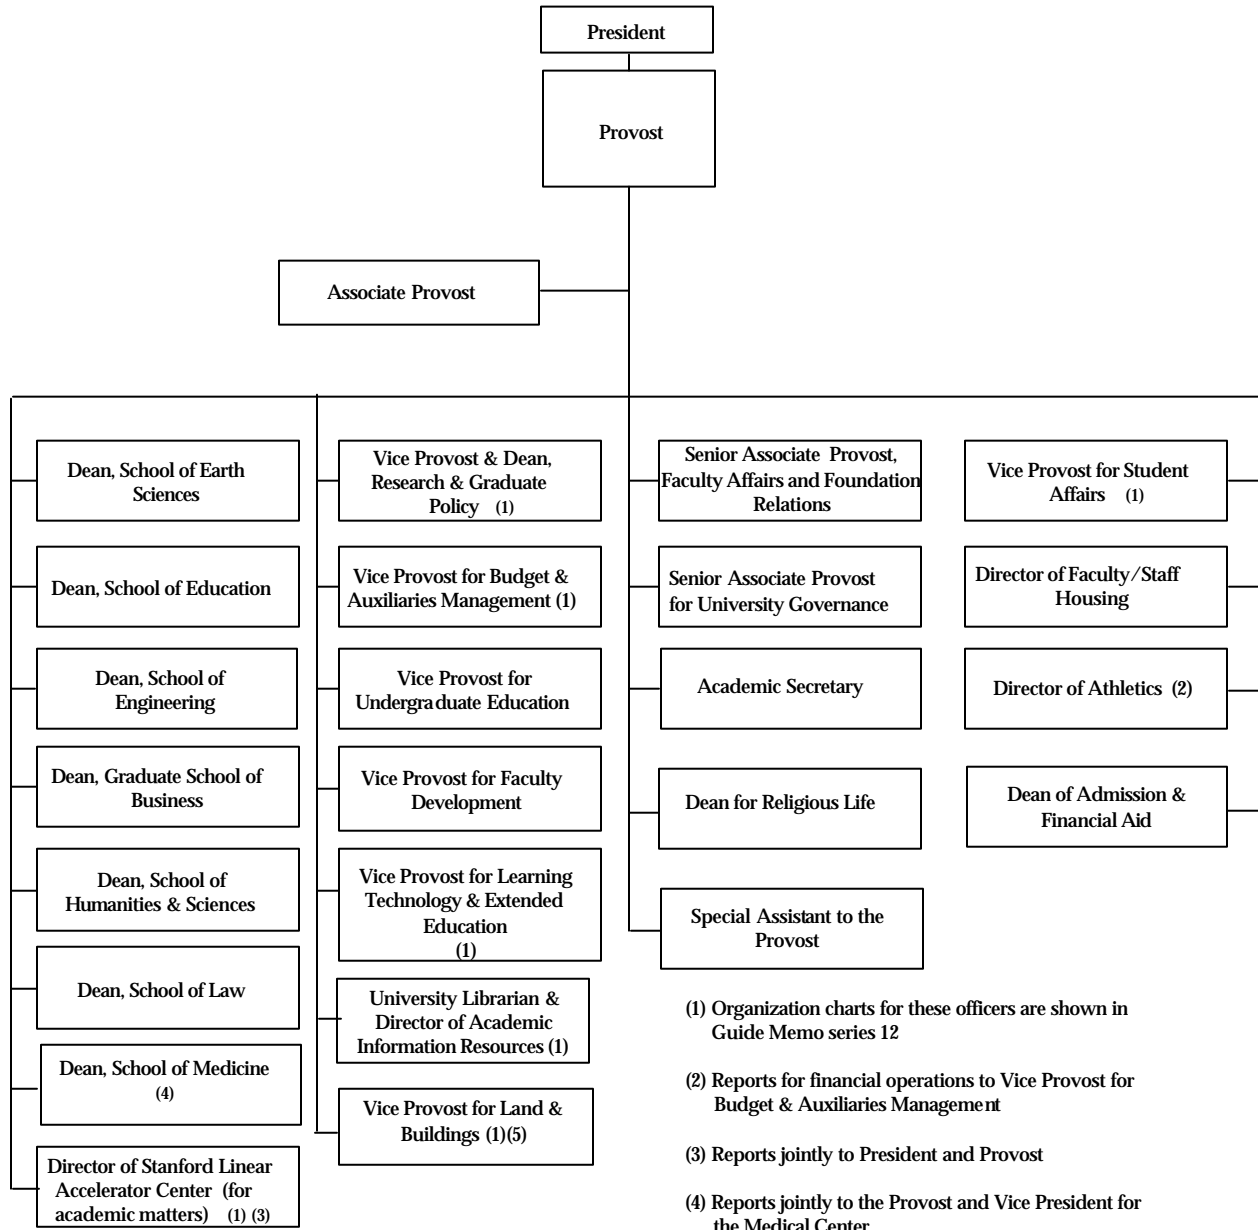 President
Provost
Associate Provost
Dean, School of Earth
Sciences
Dean, School of Education
Dean, School of
Engineering
Dean, Graduate School of
Business
Dean, School of
Humanities & Sciences
Dean, School of Law
Dean, School of Medicine
(4)
Director of Stanford Linear
Accelerator Center (for
academic matters) (1) (3)
Vice Provost & Dean,
Research & Graduate
Policy (1)
Vice Provost for Budget &
Auxiliaries Management (1)
Vice Provost for
Undergraduate Education
Vice Provost for Faculty
Development
Vice Provost for Learning
Technology & Extended
Education
(1)
University Librarian &
Director of Academic
Information Resources (1)
Vice Provost for Land &
Buildings (1)(5)
Senior Associate Provost,
Faculty Affairs and Foundation
Relations
Senior Associate Provost
for University Governance
Academic Secretary
Dean for Religious Life
Special Assistant to the
Provost
Vice Provost for Student
Affairs (1)
Director of Faculty/Staff
Housing
Director of Athletics (2)
Dean of Admission &
Financial Aid
(1) Organization charts for these officers are shown in
Guide Memo series 12
(2) Reports for financial operations to Vice Provost for
Budget & Auxiliaries Management
(3) Reports jointly to President and Provost
(4) Reports jointly to the Provost and Vice President for
the Medical Center